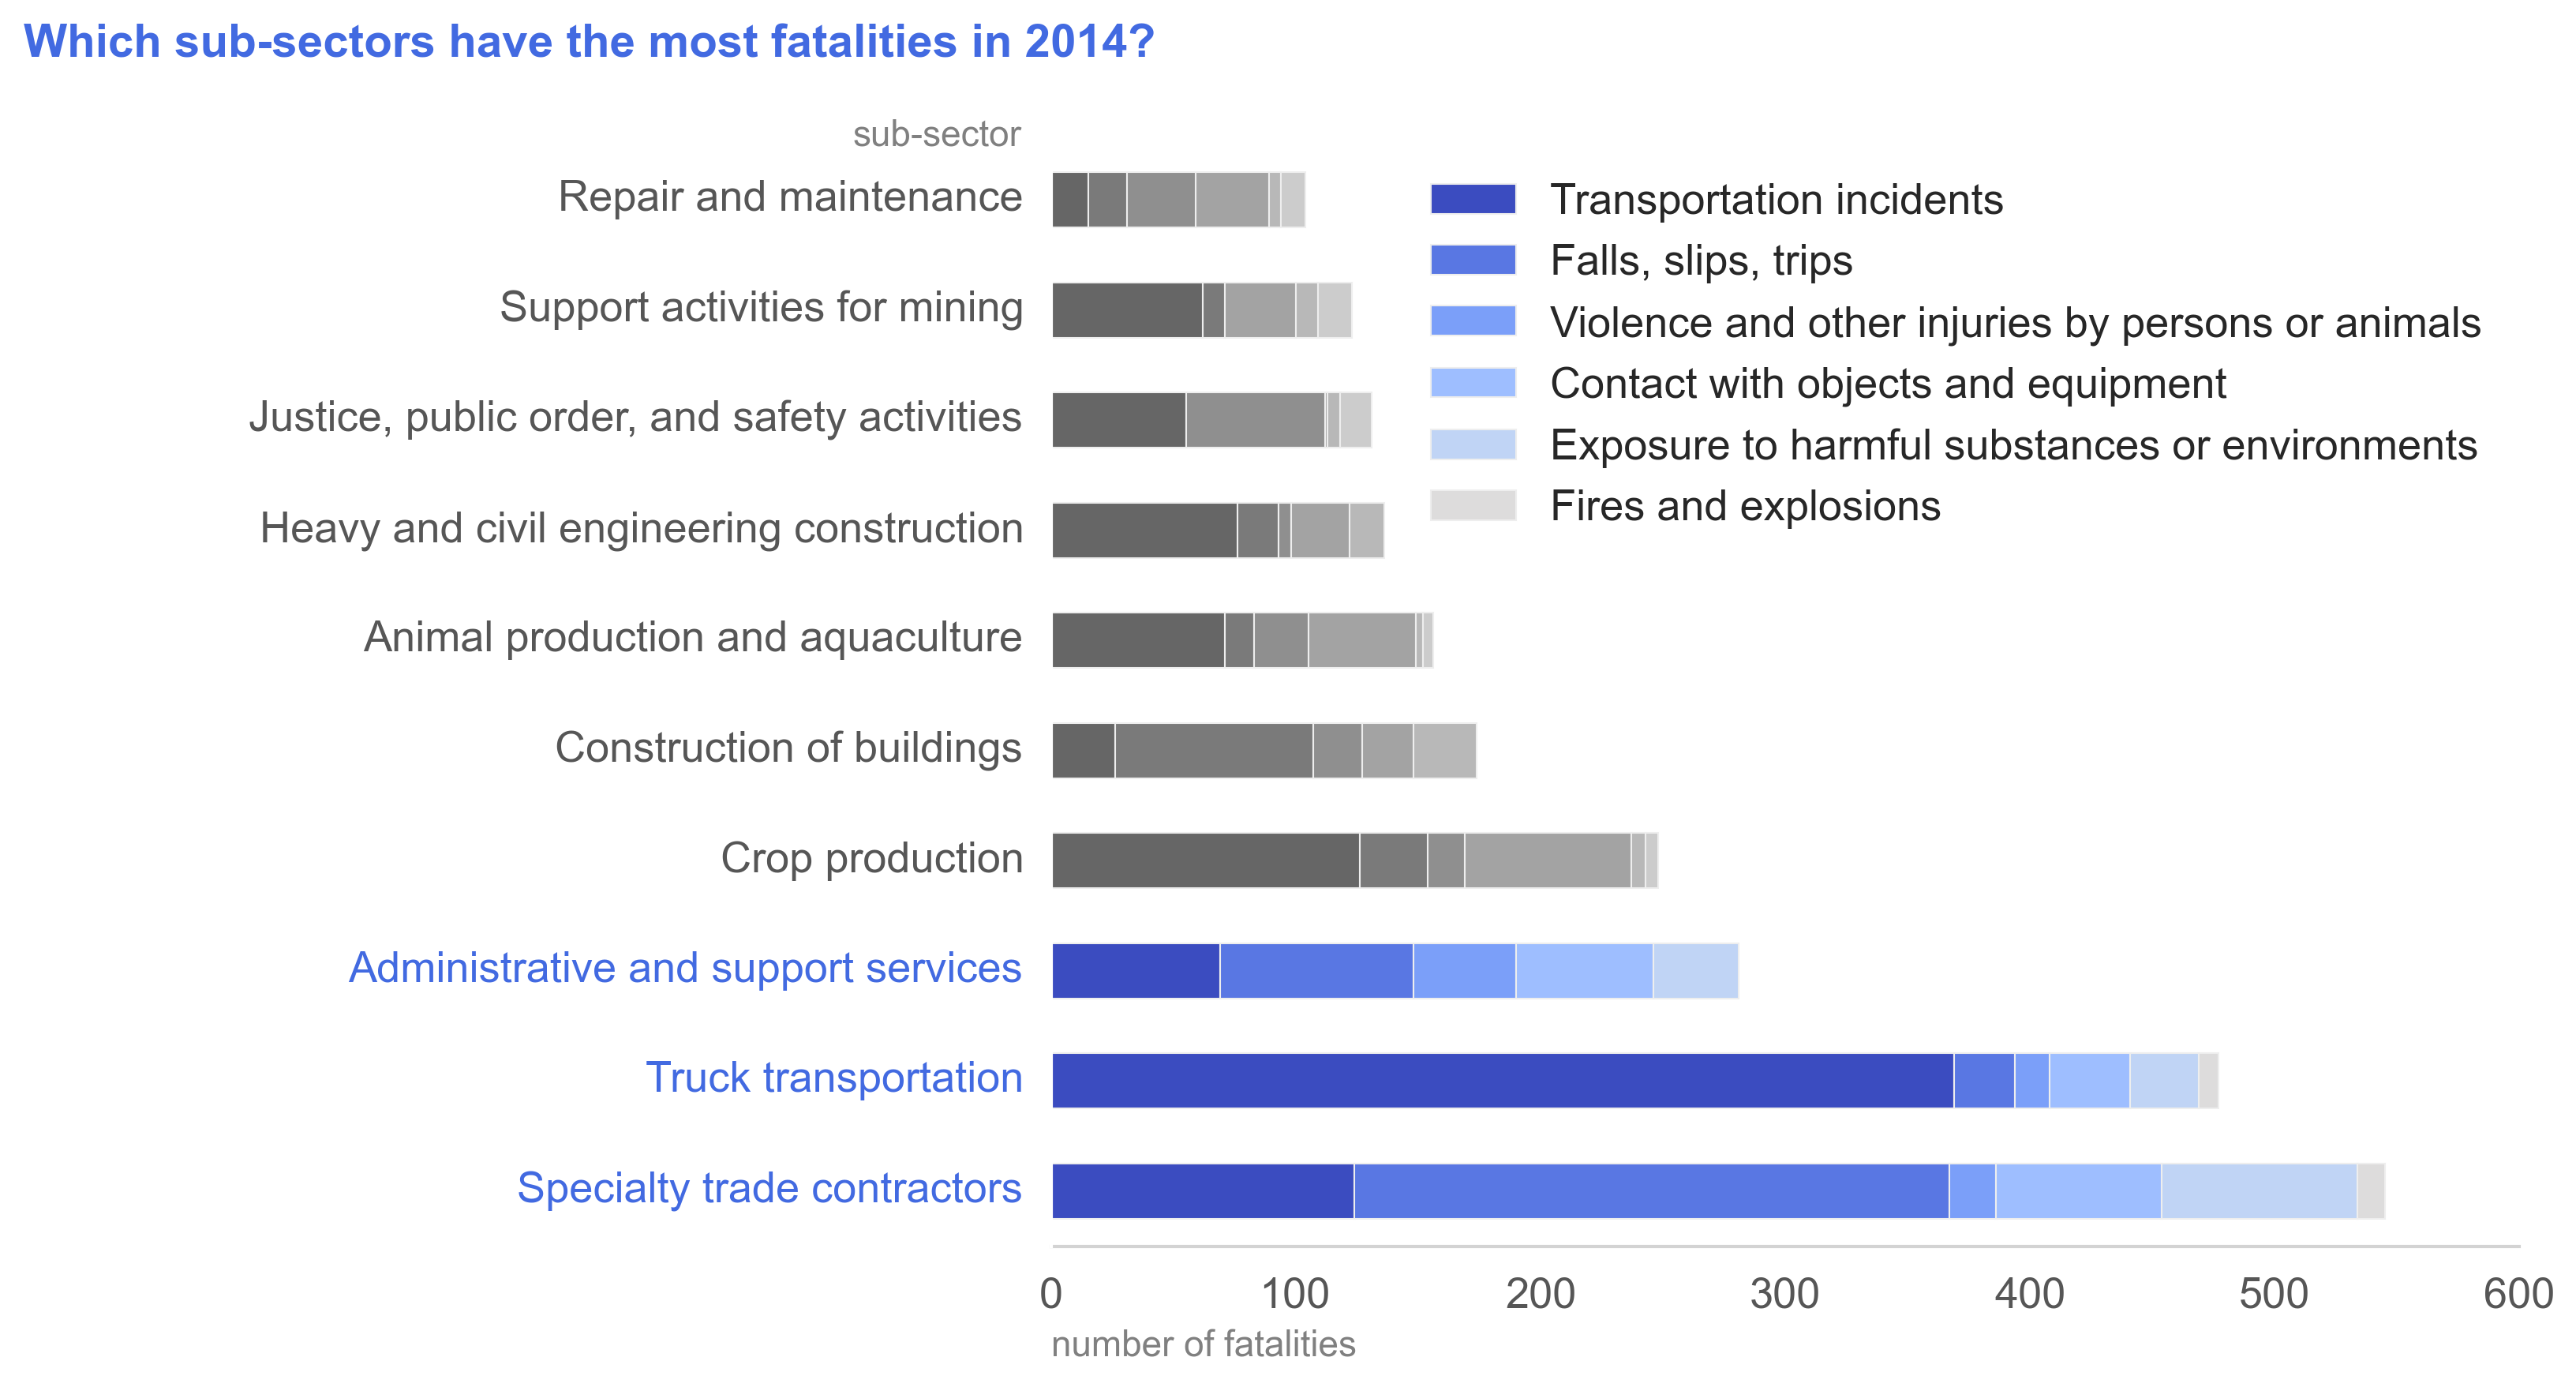 Which sub-sectors have the most fatalities in 2014?
sub-sector
Repair and maintenance
Support activities for mining
Justice, public order, and safety activities
Heavy and civil engineering construction
Animal production and aquaculture
Construction of buildings
Crop production
Administrative and support services
Truck transportation
Specialty trade contractors
Transportation incidents
Falls, slips, trips
Violence and other injuries by persons or animals
Contact with objects and equipment
Exposure to harmful substances or environments
Fires and explosions
0 100 200 300 400 500 600
number of fatalities